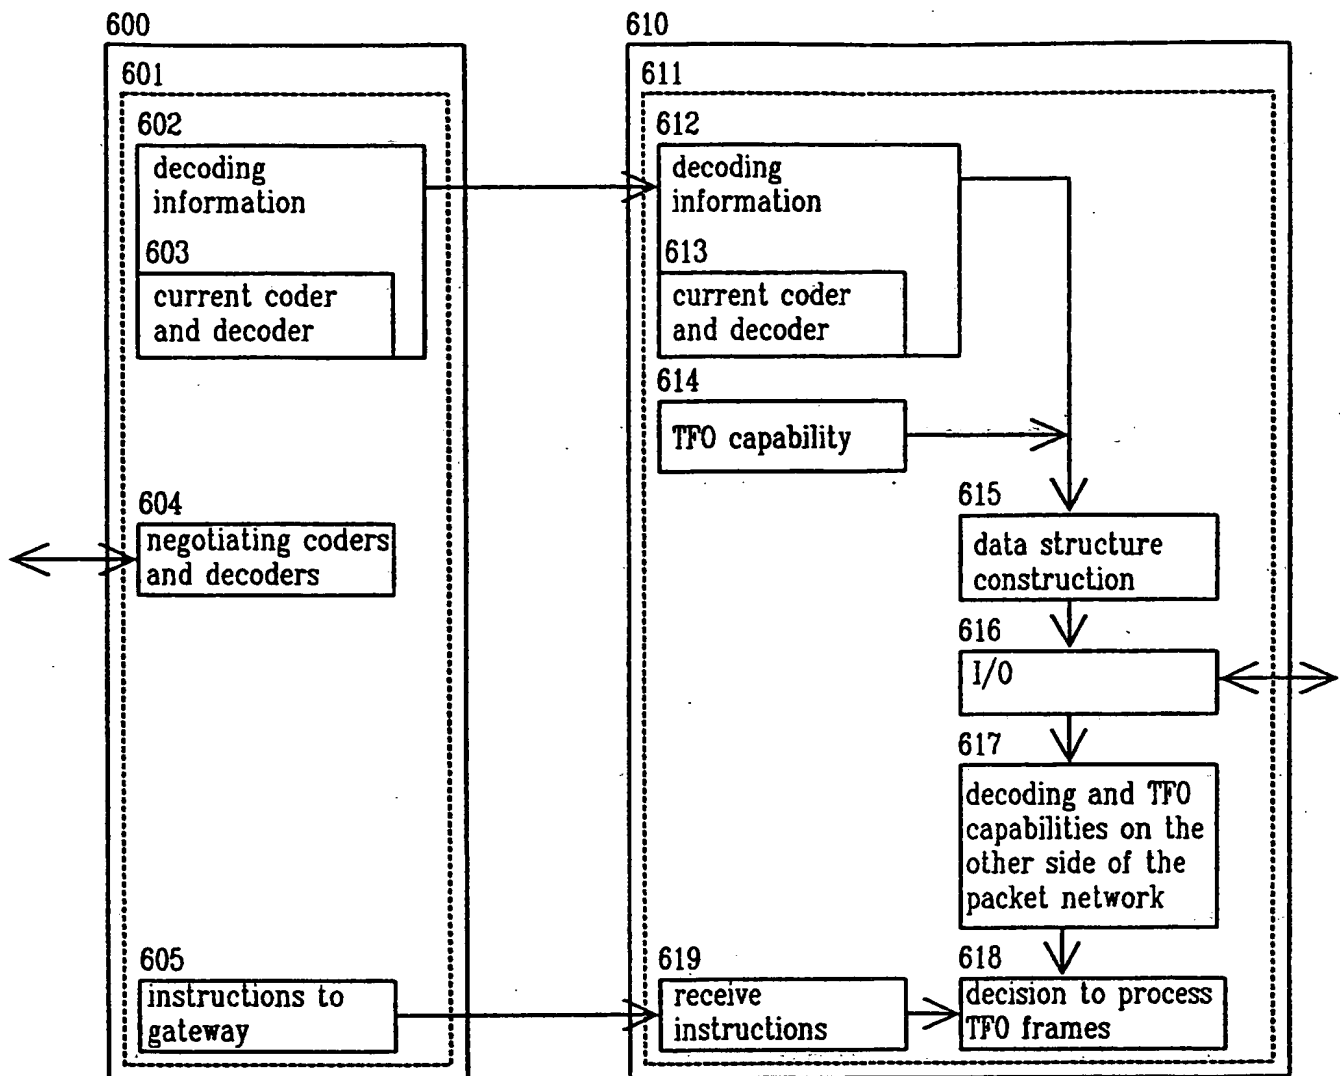 600
601
602
decoding
information
603
current coder
and decoder
604
negotiating coders
and decoders
605
instructions to
gateway
610
611
612
decoding
information
613
current coder
and decoder
614
TFO capability
615
data structure
construction
616
I/O
617
decoding and TFO
capabilities on the
other side of the
packet network
619
receive
instructions
618
decision to process
TFO frames